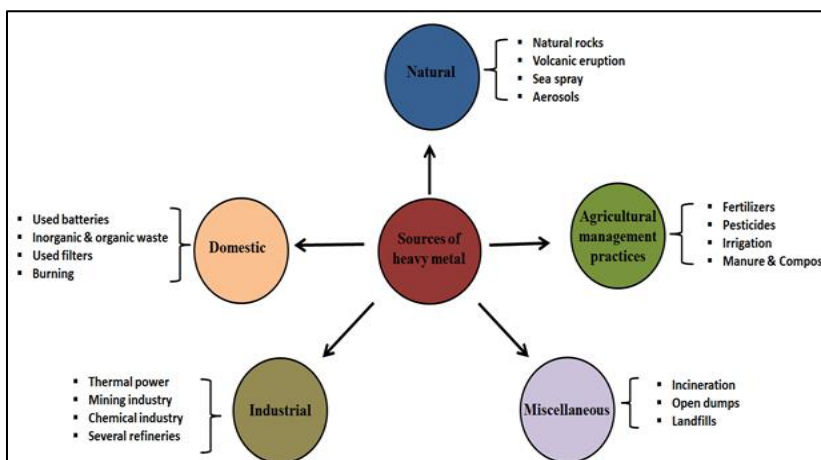 Natural
Natural rocks
Volcanic eruption
Sea spray
Aerosols
Used batteries
Inorganic & organic waste
Used filters
Burning
Domestic
Sources of
heavy metal
Agricultural
management
practices
Fertilizers
Pesticides
Irrigation
Manure & Compos
Thermal power
Mining industry
Chemical industry
Several refineries
Industrial
Miscellaneous
Incineration
Open dumps
Landfills